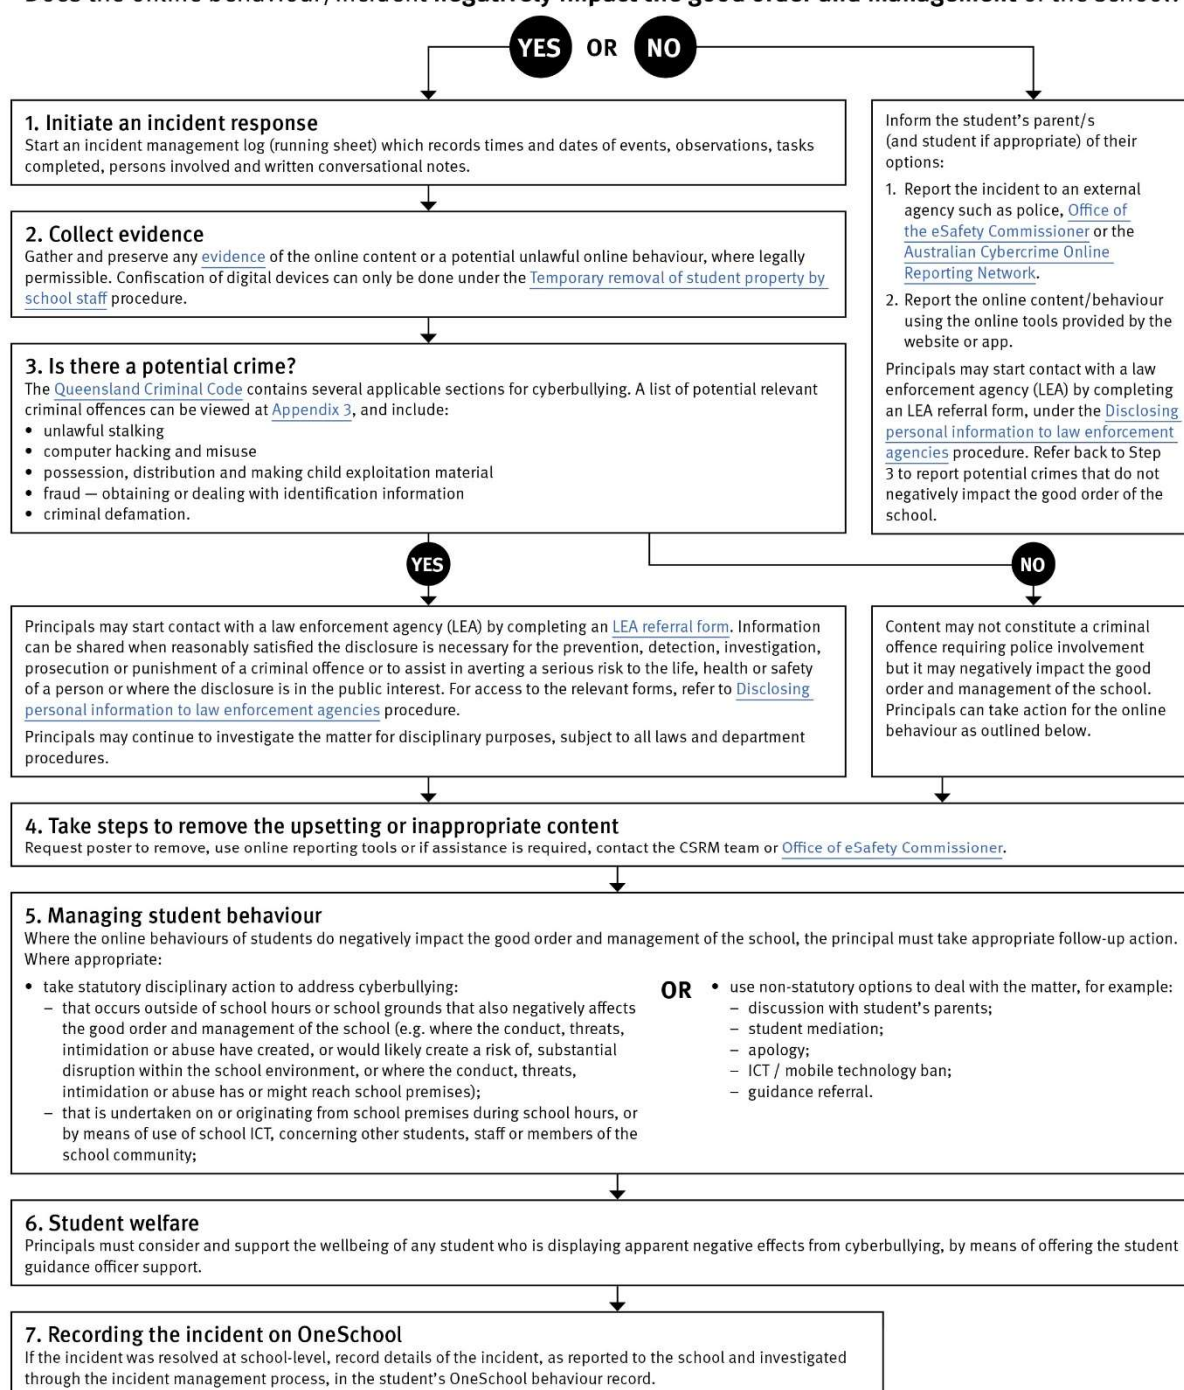 Does the online behaviour/incident negatively impact the good order and management of the school?
YES OR NO
1. Initiate an incident response
Start an incident management log (running sheet) which records times and dates of events, observations, tasks
completed, persons involved and written conversational notes.
2. Collect evidence
Gather and preserve any evidence of the online content or a potential unlawful online behaviour, where legally
permissible. Confiscation of digital devices can only be done under the Temporary removal of student property by
school staff procedure.
3. Is there a potential crime?
The Queensland Criminal Code contains several applicable sections for cyberbullying. A list of potential relevant
criminal offences can be viewed at Appendix 3, and include:
• unlawful stalking
• computer hacking and misuse
• possession, distribution and making child exploitation material
• fraud — obtaining or dealing with identification information
• criminal defamation.
Inform the student's parent/s
(and student if appropriate) of their
options:
1. Report the incident to an external
agency such as police, Office of
the eSafety Commissioner or the
Australian Cybercrime Online
Reporting Network.
2. Report the online content/behaviour
using the online tools provided by the
website or app.
Principals may start contact with a law
enforcement agency (LEA) by completing
an LEA referral form, under the Disclosing
personal information to law enforcement
agencies procedure. Refer back to Step
3 to report potential crimes that do not
negatively impact the good order of the
school.
YES
NO
Principals may start contact with a law enforcement agency (LEA) by completing an LEA referral form. Information
can be shared when reasonably satisfied the disclosure is necessary for the prevention, detection, investigation,
prosecution or punishment of a criminal offence or to assist in averting a serious risk to the life, health or safety
of a person or where the disclosure is in the public interest. For access to the relevant forms, refer to Disclosing
personal information to law enforcement agencies procedure.
Principals may continue to investigate the matter for disciplinary purposes, subject to all laws and department
procedures.
Content may not constitute a criminal
offence requiring police involvement
but it may negatively impact the good
order and management of the school.
Principals can take action for the online
behaviour as outlined below.
4. Take steps to remove the upsetting or inappropriate content
Request poster to remove, use online reporting tools or if assistance is required, contact the CSRM team or Office of eSafety Commissioner.
5. Managing student behaviour
Where the online behaviours of students do negatively impact the good order and management of the school, the principal must take appropriate follow-up action.
Where appropriate:
• take statutory disciplinary action to address cyberbullying:
– that occurs outside of school hours or school grounds that also negatively affects
the good order and management of the school (e.g. where the conduct, threats,
intimidation or abuse have created, or would likely create a risk of, substantial
disruption within the school environment, or where the conduct, threats,
intimidation or abuse has or might reach school premises);
– that is undertaken on or originating from school premises during school hours, or
by means of use of school ICT, concerning other students, staff or members of the
school community;
OR
• use non-statutory options to deal with the matter, for example:
– discussion with student's parents;
– student mediation;
– apology;
– ICT / mobile technology ban;
– guidance referral.
6. Student welfare
Principals must consider and support the wellbeing of any student who is displaying apparent negative effects from cyberbullying, by means of offering the student
guidance officer support.
7. Recording the incident on OneSchool
If the incident was resolved at school-level, record details of the incident, as reported to the school and investigated
through the incident management process, in the student's OneSchool behaviour record.